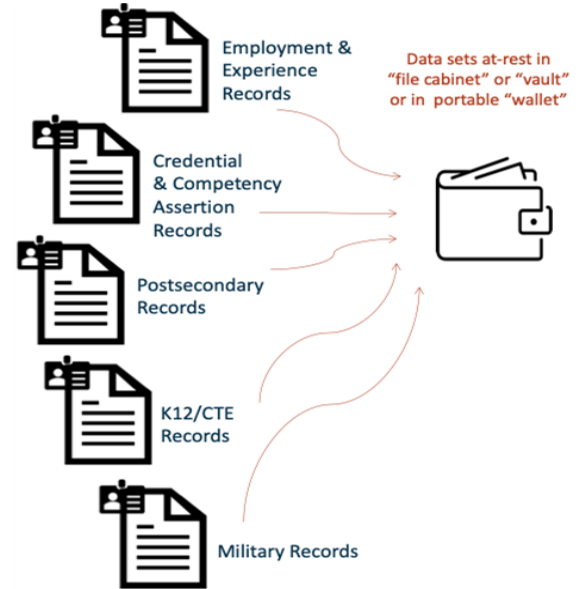 Employment &
Experience
Records
Data sets at-rest in
“file cabinet” or “vault”
or in portable “wallet”
Credential
& Competency
Assertion
Records
Postsecondary
Records
K12/CTE
Records
Military Records